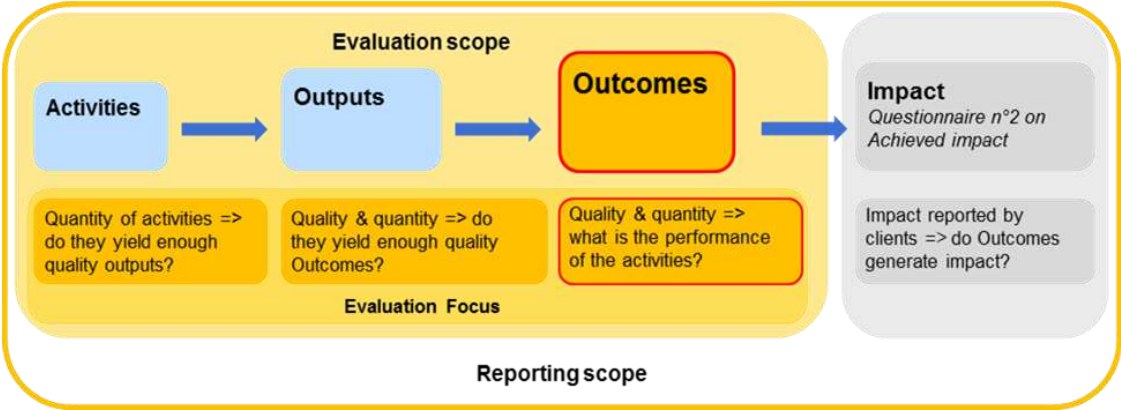 Evaluation scope
Activities
Outputs
Outcomes
Impact
Questionnaire n°2 on
Achieved impact
Quantity of activities =>
do they yield enough
quality outputs?
Quality & quantity => do
they yield enough quality
Outcomes?
Quality & quantity =>
what is the performance
of the activities?
Impact reported by
clients => do Outcomes
generate impact?
Evaluation Focus
Reporting scope